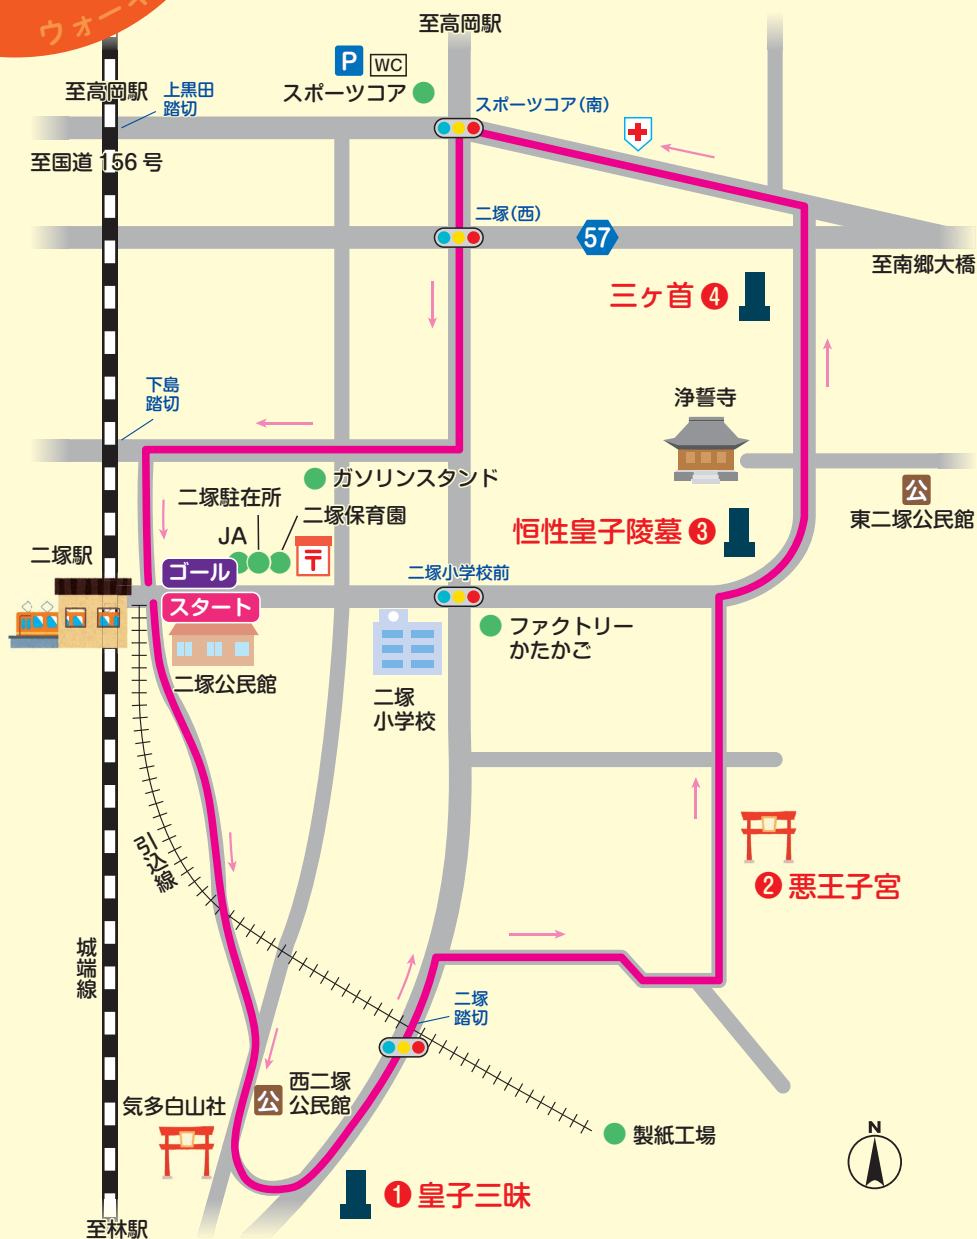 ウォー
至高岡駅
P
WC
スポーツコア
至高岡駅
上黒田
踏切
スポーツコア(南)
至国道 156 号
二塚(西)
57
至南郷大橋
三ヶ首 4
下島
踏切
浄誓寺
ガソリンスタンド
二塚駐在所
二塚保育園
公
東二塚公民館
恒性皇子陵墓 3
JA
〒
二塚駅
ゴール
スタート
二塚小学校前
ファクトリー
かたかご
二塚公民館
二塚
小学校
引込線
2 悪王子宮
城端線
二塚
踏切
公
西二塚
公民館
気多白山社
製紙工場
N
1 皇子三昧
至林駅